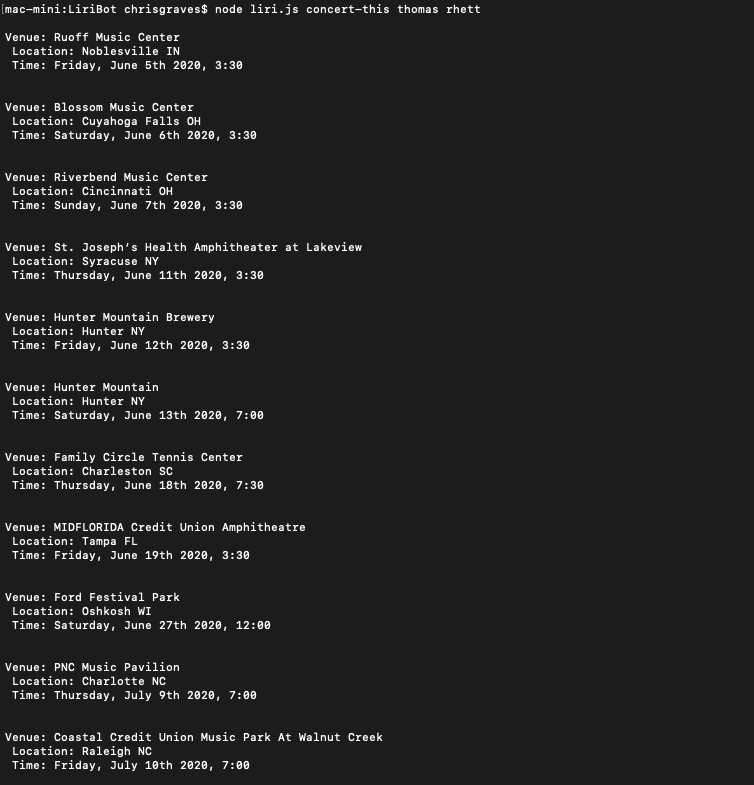 [mac-mini:LiriBot chrisgraves$ node liri.js concert-this thomas rhett
Venue: Ruoff Music Center
Location: Noblesville IN
Time: Friday, June 5th 2020, 3:30
Venue: Blossom Music Center
Location: Cuyahoga Falls OH
Time: Saturday, June 6th 2020, 3:30
Venue: Riverbend Music Center
Location: Cincinnati OH
Time: Sunday, June 7th 2020, 3:30
Venue: St. Joseph’s Health Amphitheater at Lakeview
Location: Syracuse NY
Time: Thursday, June 11th 2020, 3:30
Venue: Hunter Mountain Brewery
Location: Hunter NY
Time: Friday, June 12th 2020, 3:30
Venue: Hunter Mountain
Location: Hunter NY
Time: Saturday, June 13th 2020, 7:00
Venue: Family Circle Tennis Center
Location: Charleston SC
Time: Thursday, June 18th 2020, 7:30
Venue: MIDFLORIDA Credit Union Amphitheatre
Location: Tampa FL
Time: Friday, June 19th 2020, 3:30
Venue: Ford Festival Park
Location: Oshkosh WI
Time: Saturday, June 27th 2020, 12:00
Venue: PNC Music Pavilion
Location: Charlotte NC
Time: Thursday, July 9th 2020, 7:00
Venue: Coastal Credit Union Music Park At Walnut Creek
Location: Raleigh NC
Time: Friday, July 10th 2020, 7:00